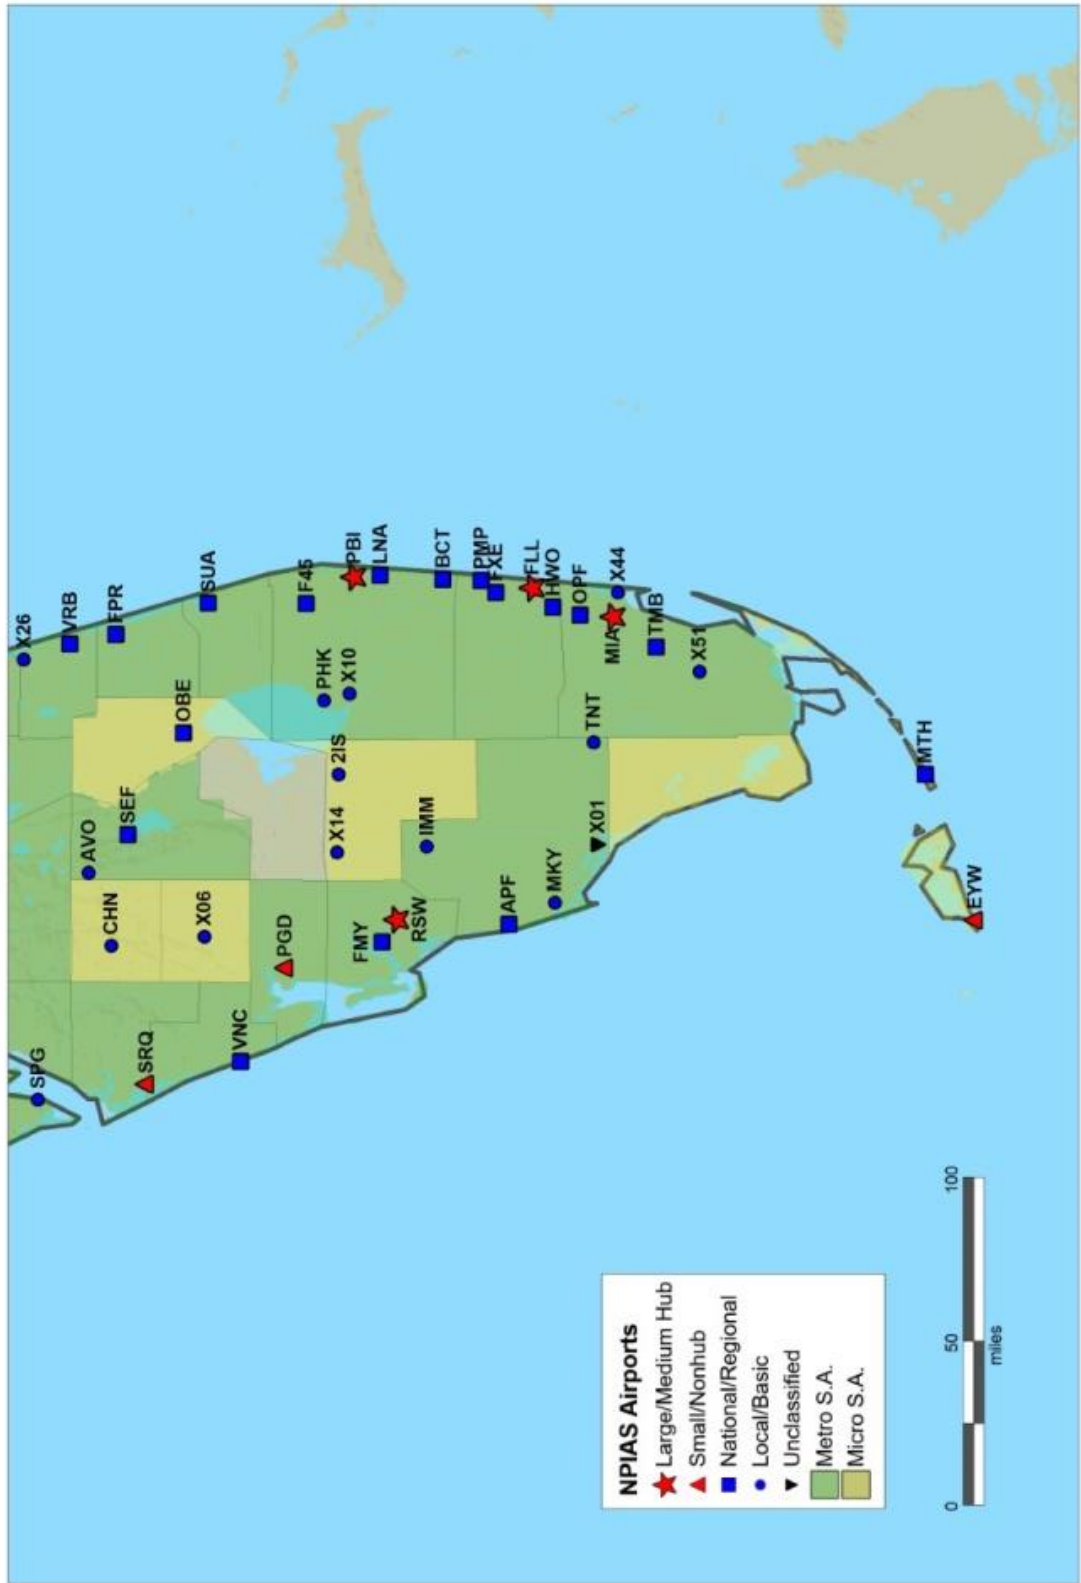 X26
VRB
FPR
SUA
F45
PBI
LNA
BCT
PMP
FXE
FLL
HWO
OPF
X44
MIA
TMB
X51
OBE
PHK
X10
TNT
MTH
SEF
2IS
AVO
X14
IMM
X01
CHN
X06
MKY
APF
RSW
FMY
PGD
EYW
SPG
SRQ
VNC
NPIAS Airports
Large/Medium Hub
Small/Nonhub
National/Regional
Local/Basic
Unclassified
Metro S.A.
Micro S.A.
0 50 100
miles